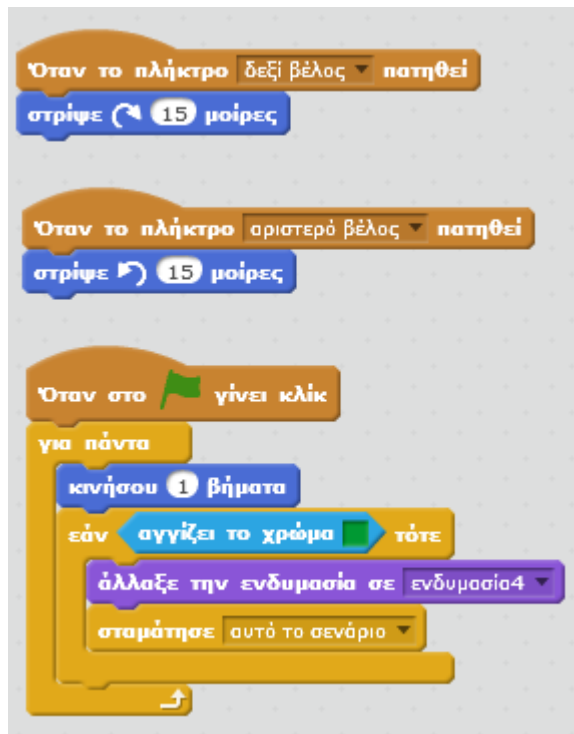 Όταν το πλήκτρο δεξί βέλος πατηθεί
στρίψε 15 μοίρες
Όταν το πλήκτρο αριστερό βέλος πατηθεί
στρίψε 15 μοίρες
Όταν στο γίνει κλίκ
για πάντα
κινήσου 1 βήματα
εάν αγγίζει το χρώμα τότε
άλλαξε την ενδυμασία σε ενδυμασία4
σταμάτησε αυτό το σενάριο